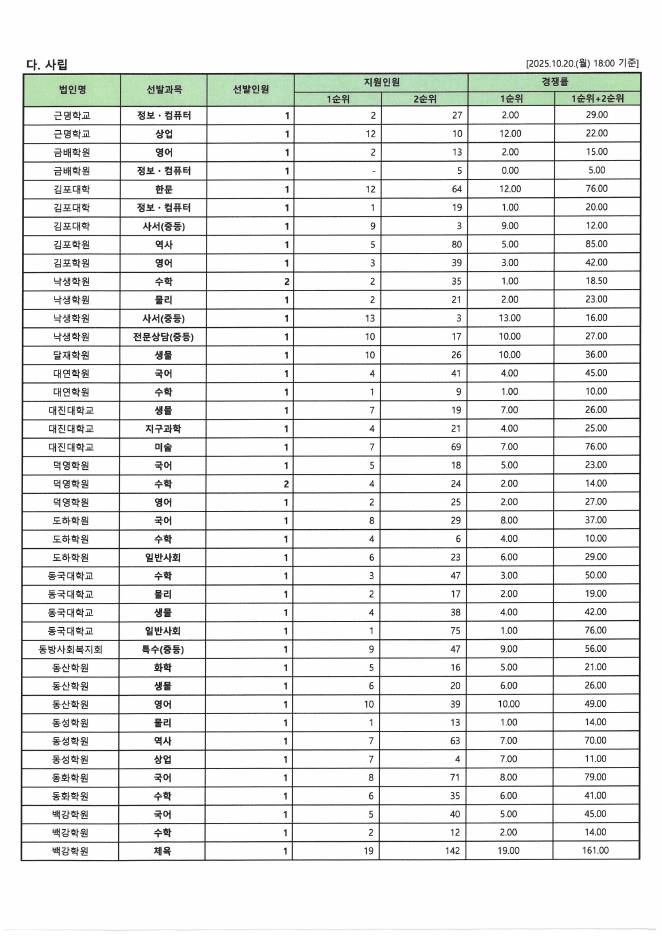 다. 사립
[2025.10.20.(월) 18:00 기준]
법인명 선발과목 선발인원 지원인원 경쟁률
1순위 2순위 1순위 1순위+2순위
근명학교 정보·컴퓨터 1 2 27 2.00 29.00
근명학교 상업 1 12 10 12.00 22.00
금배학원 영어 1 2 13 2.00 15.00
금배학원 정보·컴퓨터 1 - 5 0.00 5.00
김포대학 한문 1 12 64 12.00 76.00
김포대학 정보·컴퓨터 1 1 19 1.00 20.00
김포대학 사서(중등) 1 9 3 9.00 12.00
김포학원 역사 1 5 80 5.00 85.00
김포학원 영어 1 3 39 3.00 42.00
낙생학원 수학 2 2 35 1.00 18.50
낙생학원 물리 1 2 21 2.00 23.00
낙생학원 사서(중등) 1 13 3 13.00 16.00
낙생학원 전문상담(중등) 1 10 17 10.00 27.00
달재학원 생물 1 10 26 10.00 36.00
대연학원 국어 1 4 41 4.00 45.00
대연학원 수학 1 1 9 1.00 10.00
대진대학교 생물 1 7 19 7.00 26.00
대진대학교 지구과학 1 4 21 4.00 25.00
대진대학교 미술 1 7 69 7.00 76.00
덕영학원 국어 1 5 18 5.00 23.00
덕영학원 수학 2 4 24 2.00 14.00
덕영학원 영어 1 2 25 2.00 27.00
도하학원 국어 1 8 29 8.00 37.00
도하학원 수학 1 4 6 4.00 10.00
도하학원 일반사회 1 6 23 6.00 29.00
동국대학교 수학 1 3 47 3.00 50.00
동국대학교 물리 1 2 17 2.00 19.00
동국대학교 생물 1 4 38 4.00 42.00
동국대학교 일반사회 1 1 75 1.00 76.00
동방사회복지회 특수(중등) 1 9 47 9.00 56.00
동산학원 화학 1 5 16 5.00 21.00
동산학원 생물 1 6 20 6.00 26.00
동산학원 영어 1 10 39 10.00 49.00
동성학원 물리 1 1 13 1.00 14.00
동성학원 역사 1 7 63 7.00 70.00
동성학원 상업 1 7 4 7.00 11.00
동화학원 국어 1 8 71 8.00 79.00
동화학원 수학 1 6 35 6.00 41.00
백강학원 국어 1 5 40 5.00 45.00
백강학원 수학 1 2 12 2.00 14.00
백강학원 체육 1 19 142 19.00 161.00